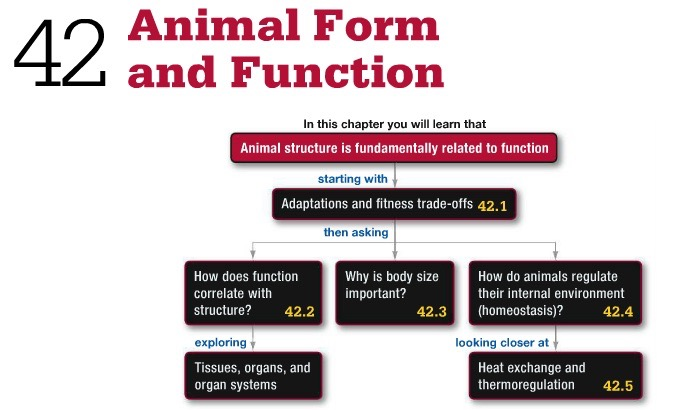 42
Animal Form
and Function
In this chapter you will learn that
Animal structure is fundamentally related to function
starting with
Adaptations and fitness trade-offs 42.1
then asking
How does function
correlate with
structure? 42.2
Why is body size
important? 42.3
How do animals regulate
their internal environment
(homeostasis)? 42.4
exploring
Tissues, organs, and
organ systems
looking closer at
Heat exchange and
thermoregulation 42.5